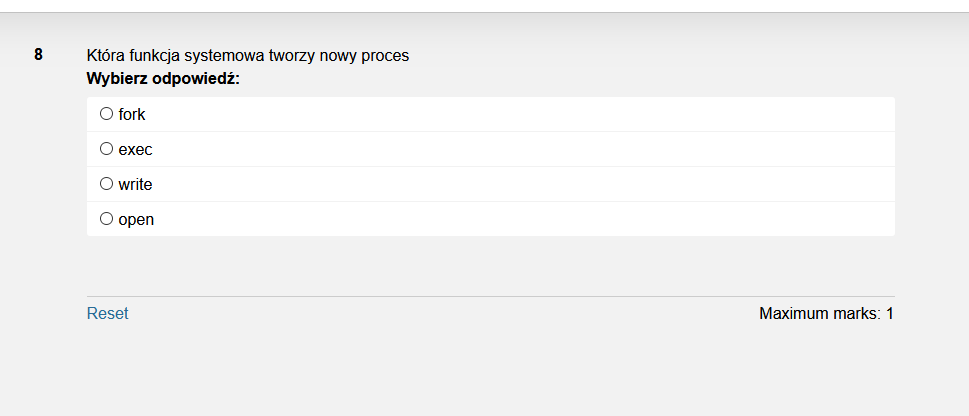 8 Która funkcja systemowa tworzy nowy proces
Wybierz odpowiedź:
fork
exec
write
open
Reset Maximum marks: 1